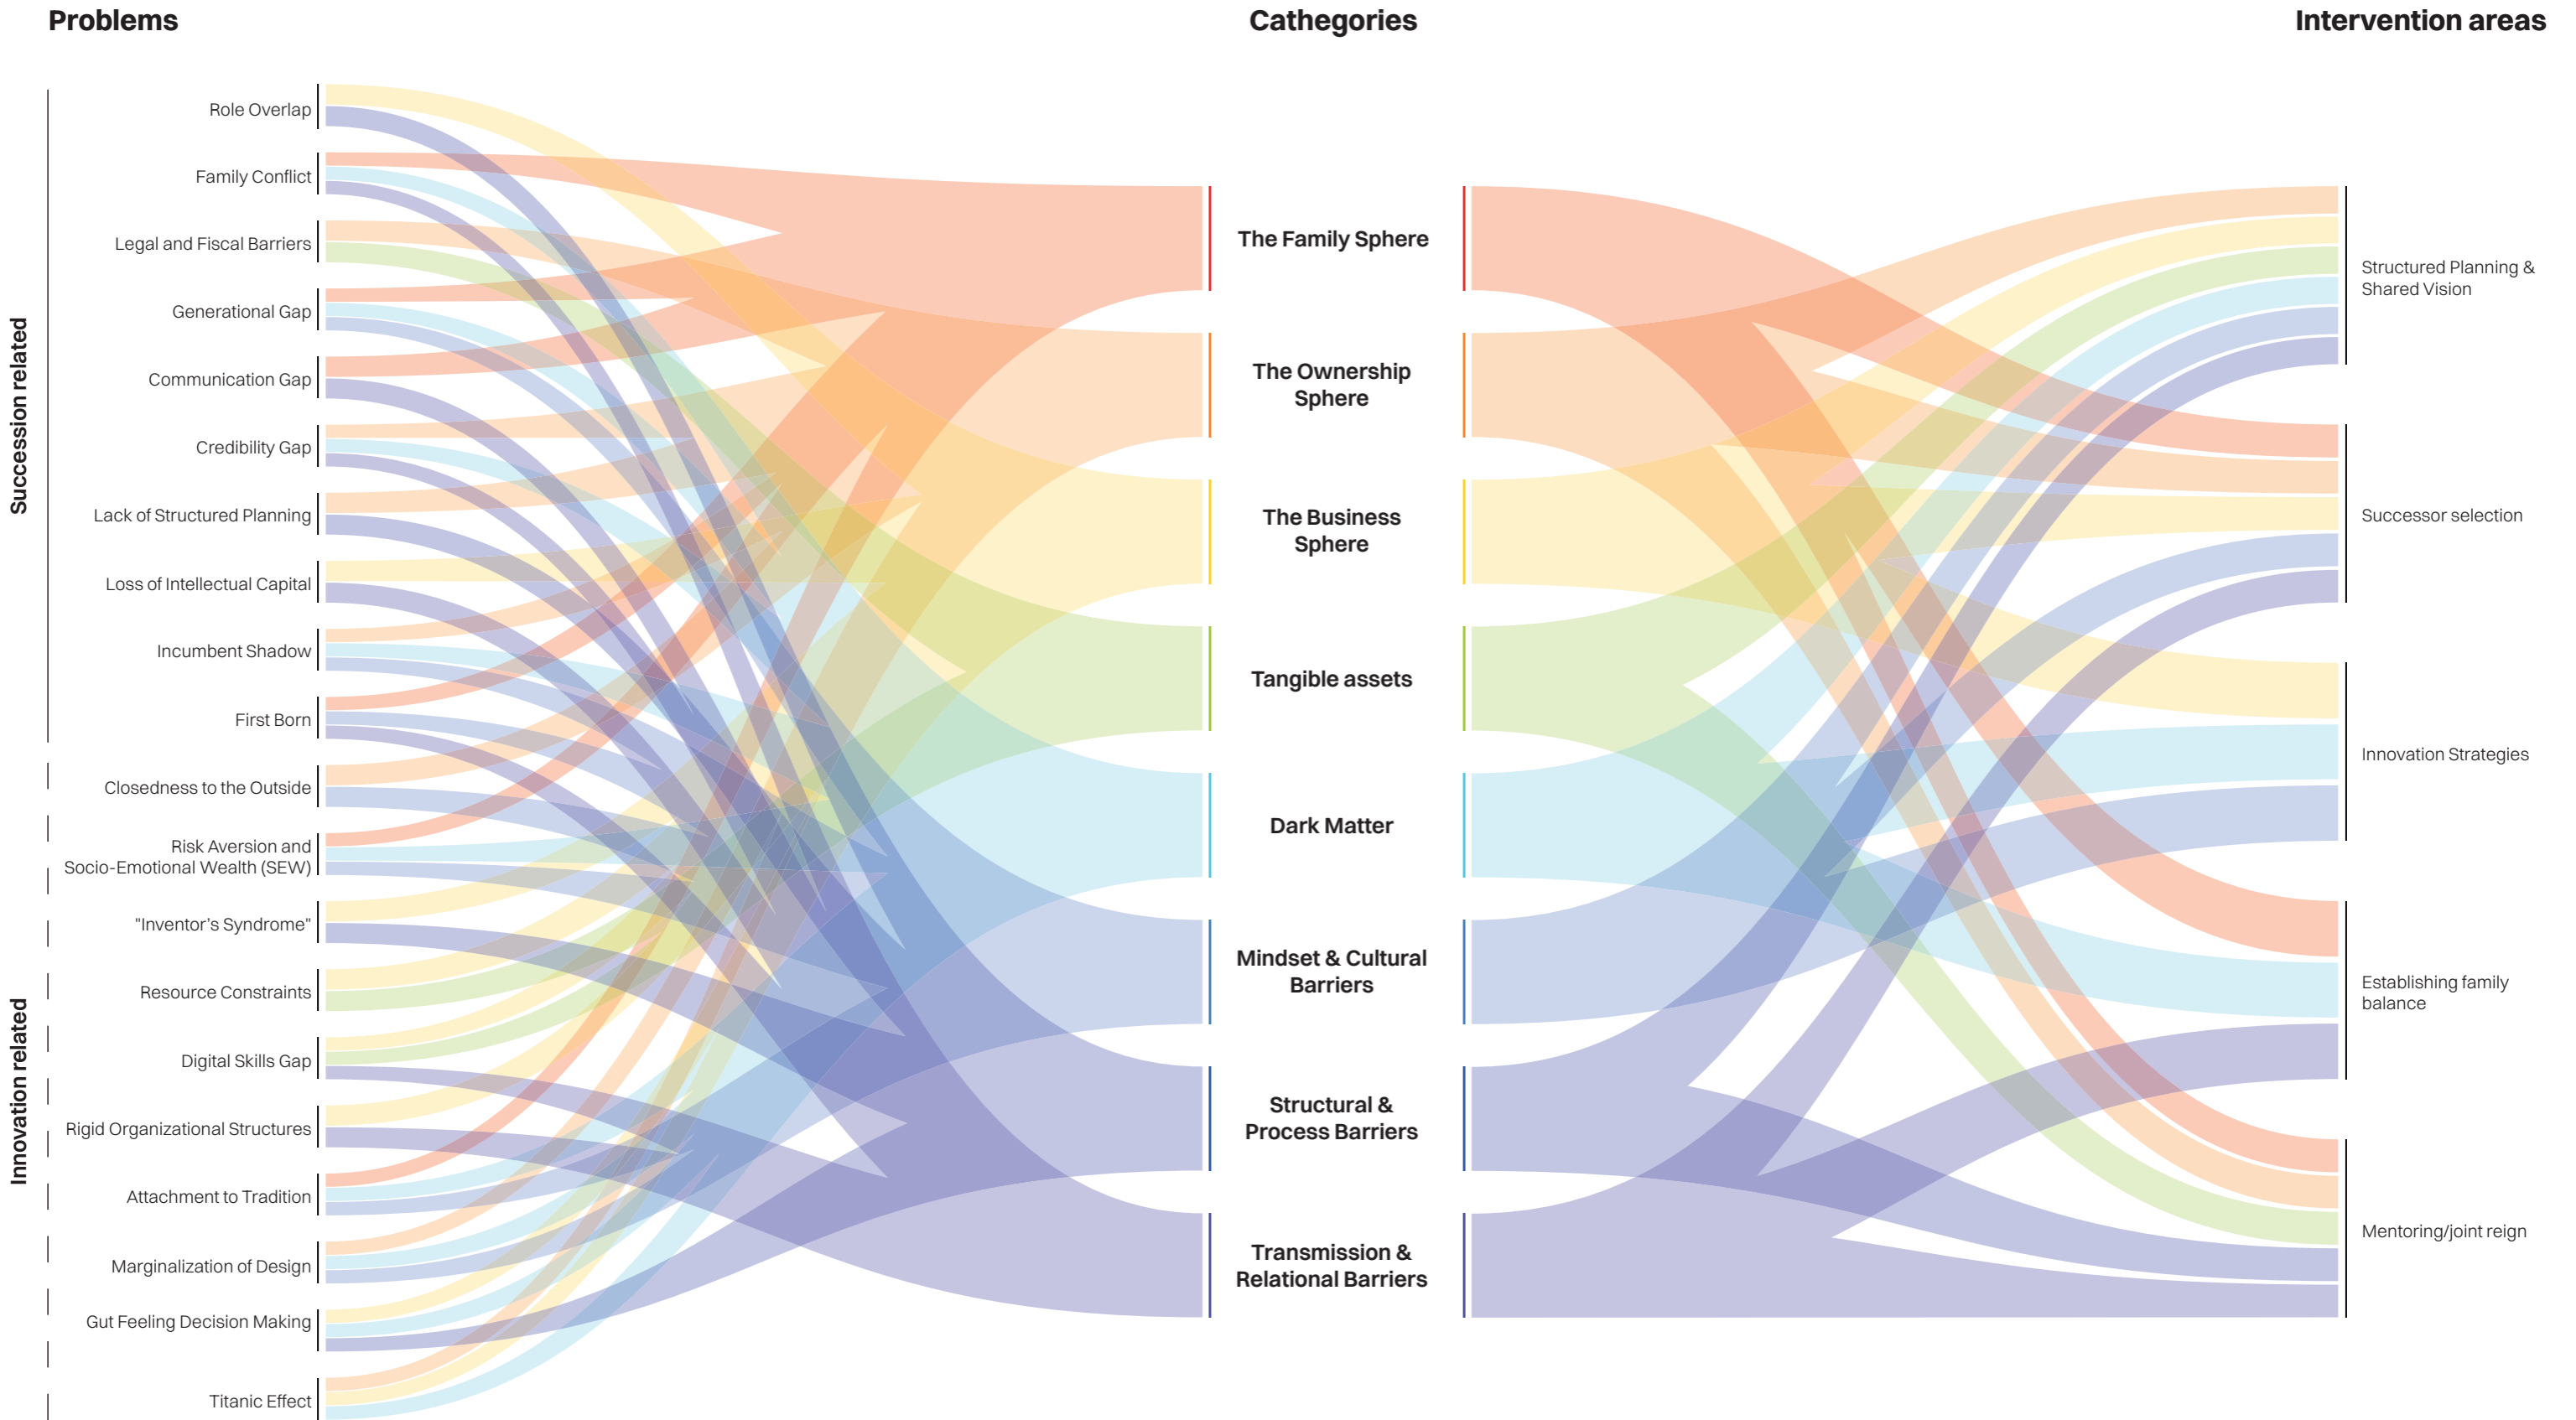 Problems
Cathegories
Intervention areas
Succession related
Innovation related
Role Overlap
Family Conflict
Legal and Fiscal Barriers
Generational Gap
Communication Gap
Credibility Gap
Lack of Structured Planning
Loss of Intellectual Capital
Incumbent Shadow
First Born
Closedness to the Outside
Risk Aversion and
Socio-Emotional Wealth (SEW)
"Inventor's Syndrome"
Resource Constraints
Digital Skills Gap
Rigid Organizational Structures
Attachment to Tradition
Marginalization of Design
Gut Feeling Decision Making
Titanic Effect
The Family Sphere
The Ownership
Sphere
The Business
Sphere
Tangible assets
Dark Matter
Mindset & Cultural
Barriers
Structural &
Process Barriers
Transmission &
Relational Barriers
Structured Planning &
Shared Vision
Successor selection
Innovation Strategies
Establishing family
balance
Mentoring/joint reign